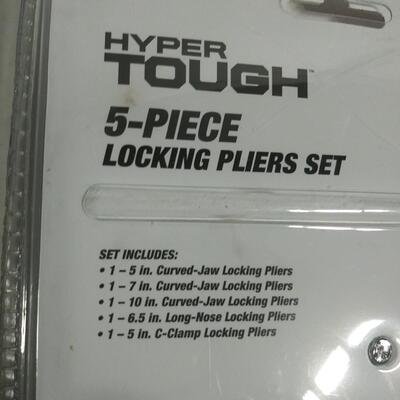 HYPER
TOUGH™
5-PIECE
LOCKING PLIERS SET
SET INCLUDES:
• 1 – 5 in. Curved-Jaw Locking Pliers
• 1 – 7 in. Curved-Jaw Locking Pliers
• 1 – 10 in. Curved-Jaw Locking Pliers
• 1 – 6.5 in. Long-Nose Locking Pliers
• 1 – 5 in. C-Clamp Locking Pliers